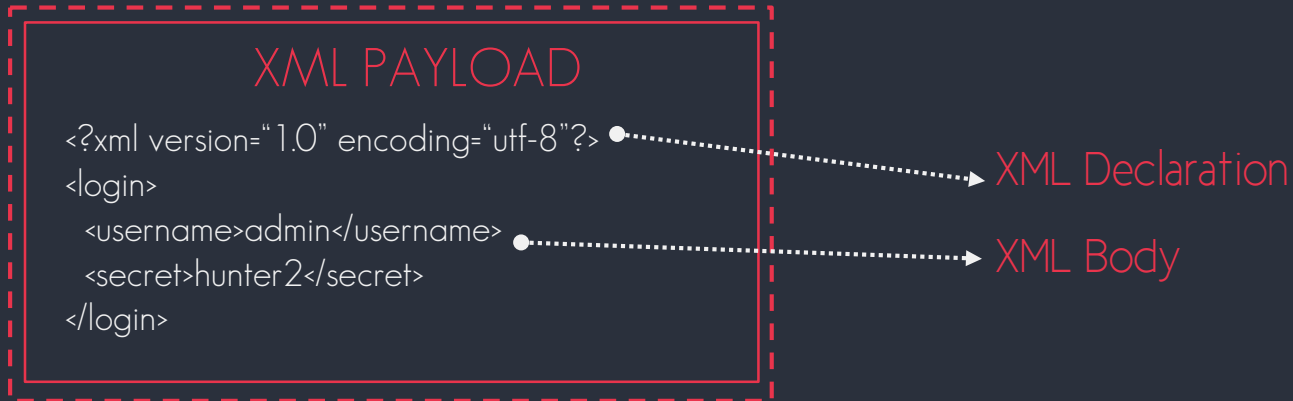 XML PAYLOAD
<?xml version=“1.0” encoding=“utf-8”?>
<login>
<username>admin</username>
<secret>hunter2</secret>
</login>
XML Declaration
XML Body